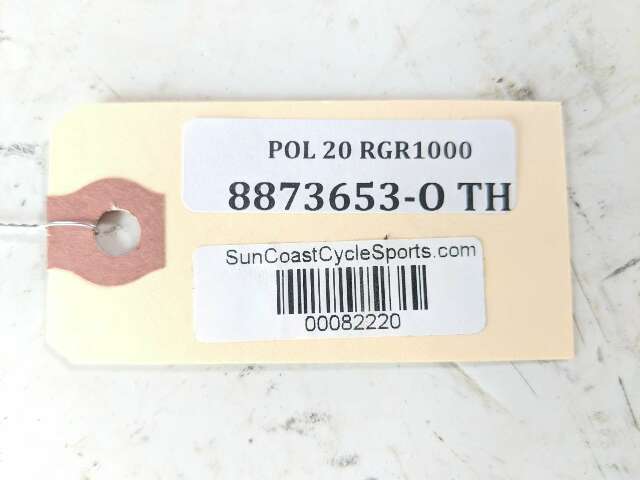 POL 20 RGR1000
8873653-O TH
SunCoastCycleSports.com
00082220